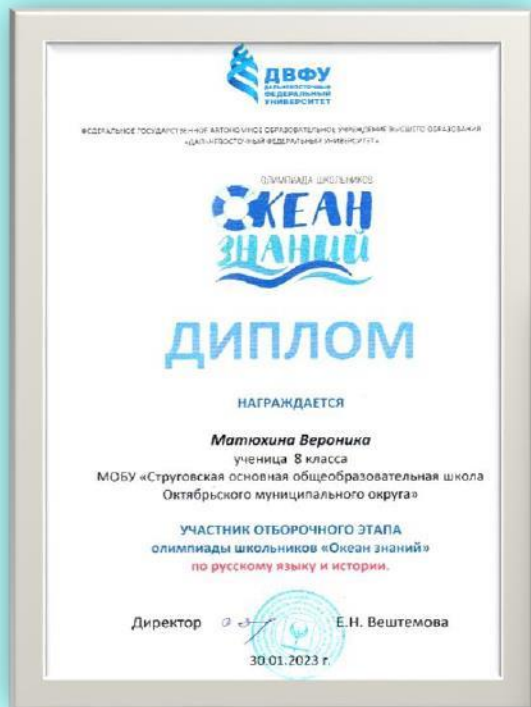 ДВФУ
ДАЛЬНЕВОСТОЧНЫЙ
ФЕДЕРАЛЬНЫЙ
УНИВЕРСИТЕТ
ФЕДЕРАЛЬНОЕ ГОСУДАРСТВЕННОЕ АВТОНОМНОЕ ОБРАЗОВАТЕЛЬНОЕ УЧРЕЖДЕНИЕ ВЫСШЕГО ОБРАЗОВАНИЯ
«ДАЛЬНЕВОСТОЧНЫЙ ФЕДЕРАЛЬНЫЙ УНИВЕРСИТЕТ»
ОЛИМПИАДА ШКОЛЬНИКОВ
ОКЕАН
ЗНАНИЙ
ДИПЛОМ
НАГРАЖДАЕТСЯ
Матюхина Вероника
ученица 8 класса
МОБУ «Струговская основная общеобразовательная школа
Октябрьского муниципального округа»
УЧАСТНИК ОТБОРОЧНОГО ЭТАПА
олимпиады школьников «Океан знаний»
по русскому языку и истории.
Директор Е.Н. Вештемова
30.01.2023 г.